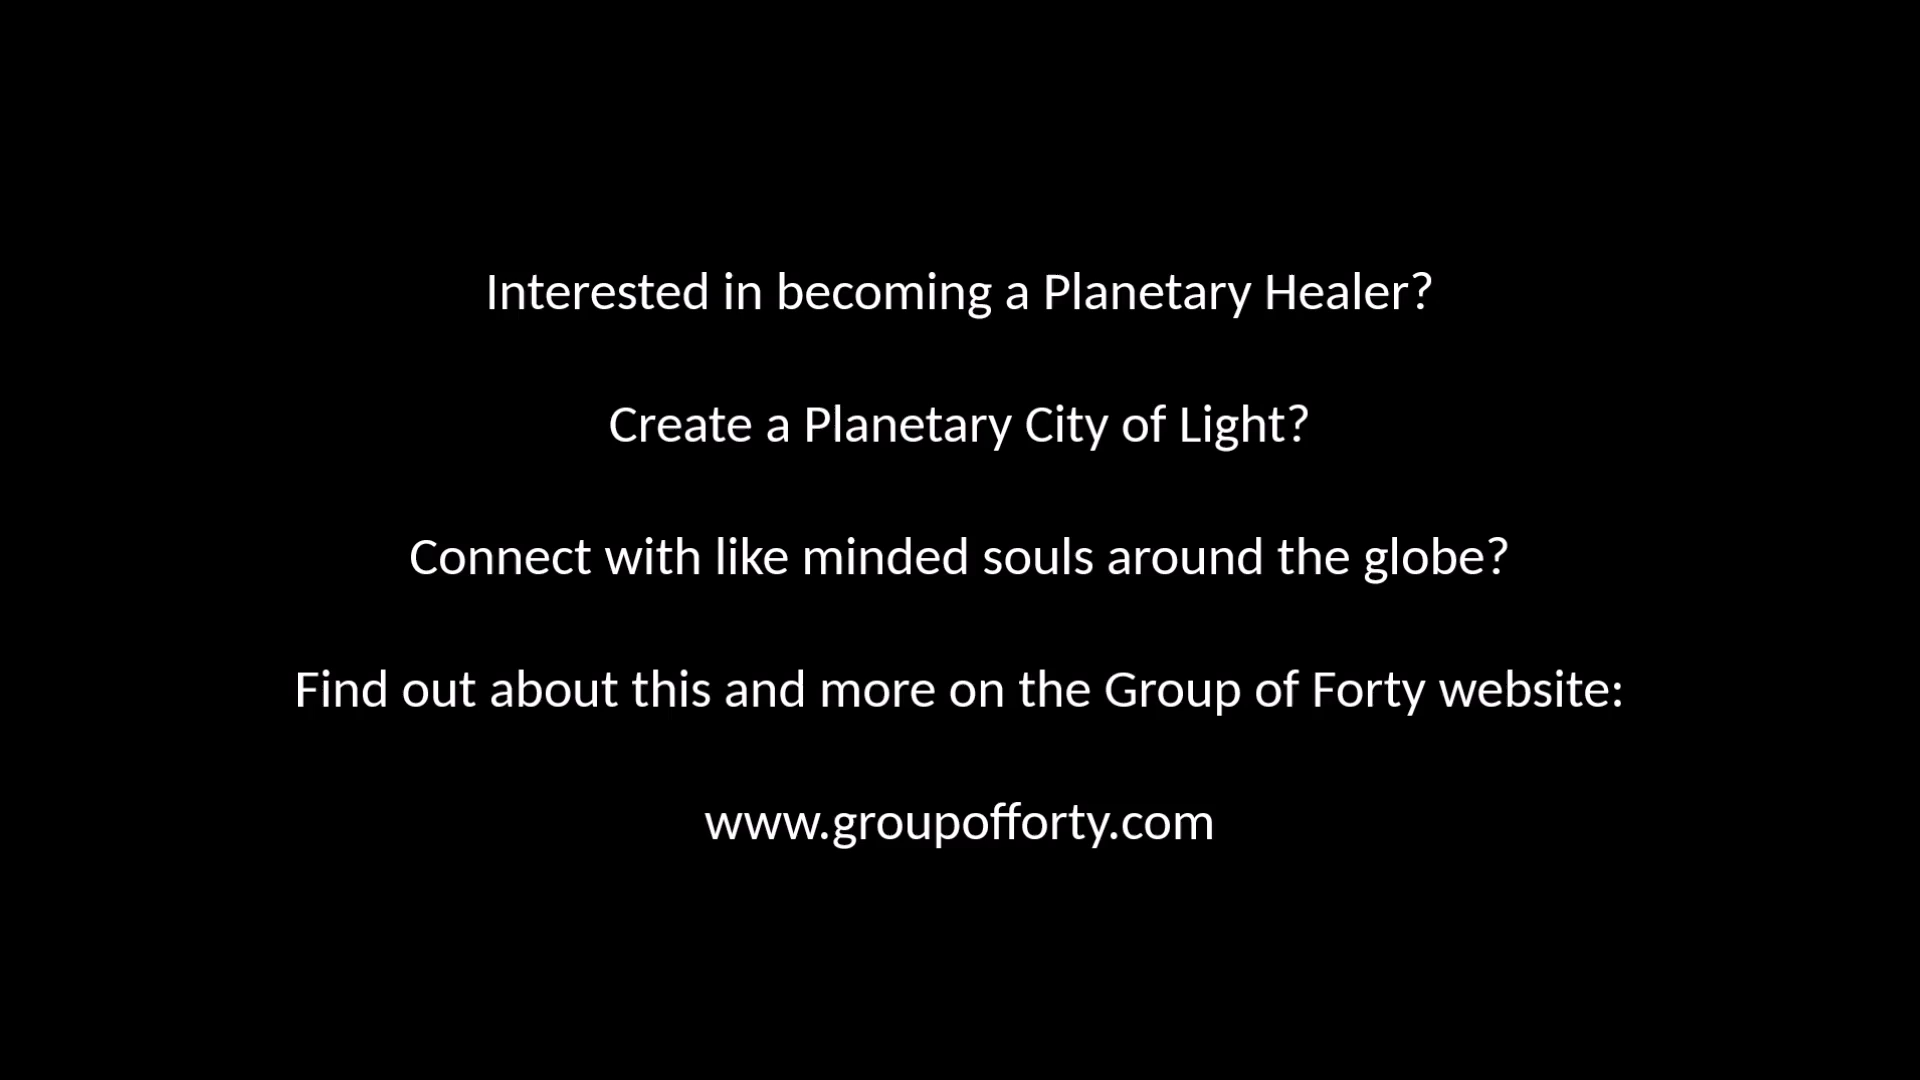 Interested in becoming a Planetary Healer?
Create a Planetary City of Light?
Connect with like minded souls around the globe?
Find out about this and more on the Group of Forty website:
www.groupofforty.com